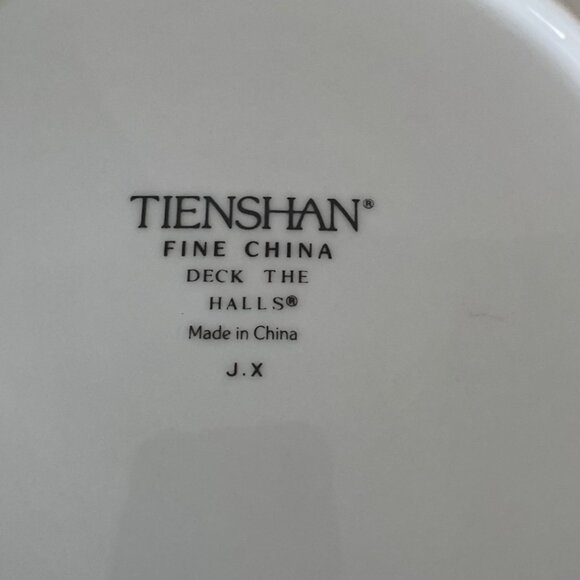 TIENSHAN®
FINE CHINA
DECK THE
HALLS®
Made in China
J.X